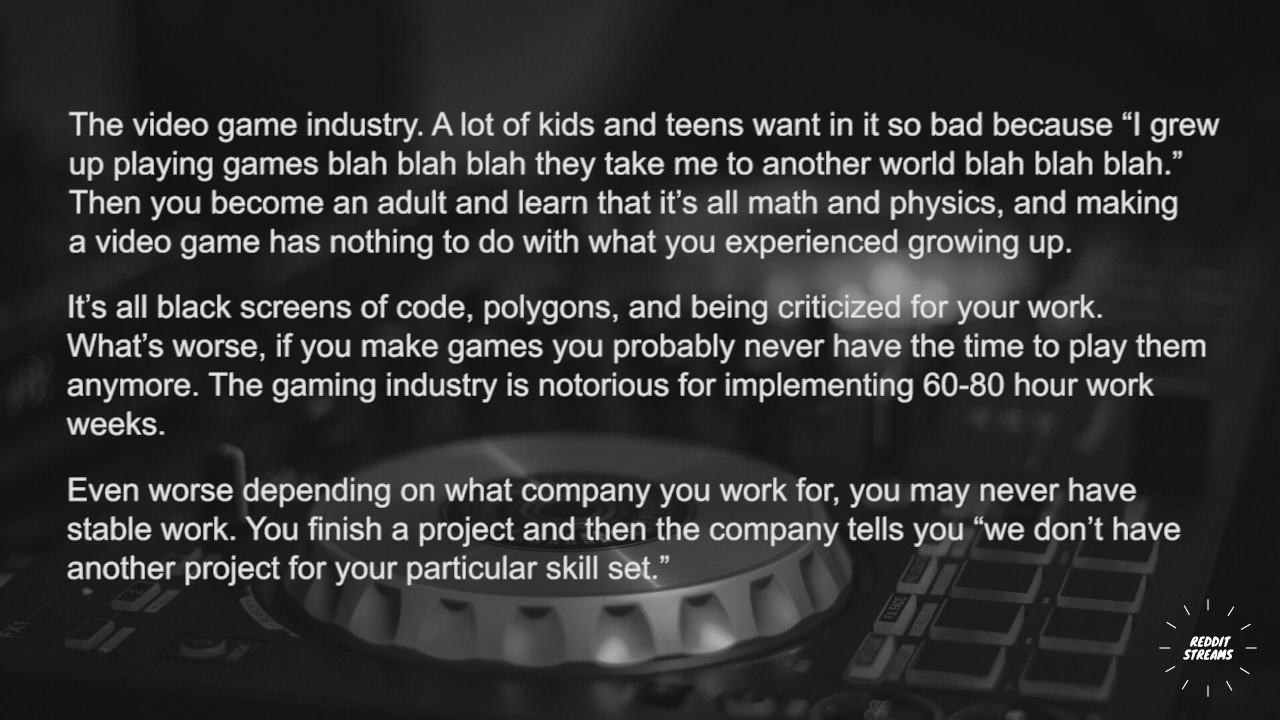 The video game industry. A lot of kids and teens want in it so bad because “I grew
up playing games blah blah blah they take me to another world blah blah blah.”
Then you become an adult and learn that it’s all math and physics, and making
a video game has nothing to do with what you experienced growing up.
It’s all black screens of code, polygons, and being criticized for your work.
What’s worse, if you make games you probably never have the time to play them
anymore. The gaming industry is notorious for implementing 60-80 hour work
weeks.
Even worse depending on what company you work for, you may never have
stable work. You finish a project and then the company tells you “we don’t have
another project for your particular skill set.”
REDDIT
STREAMS